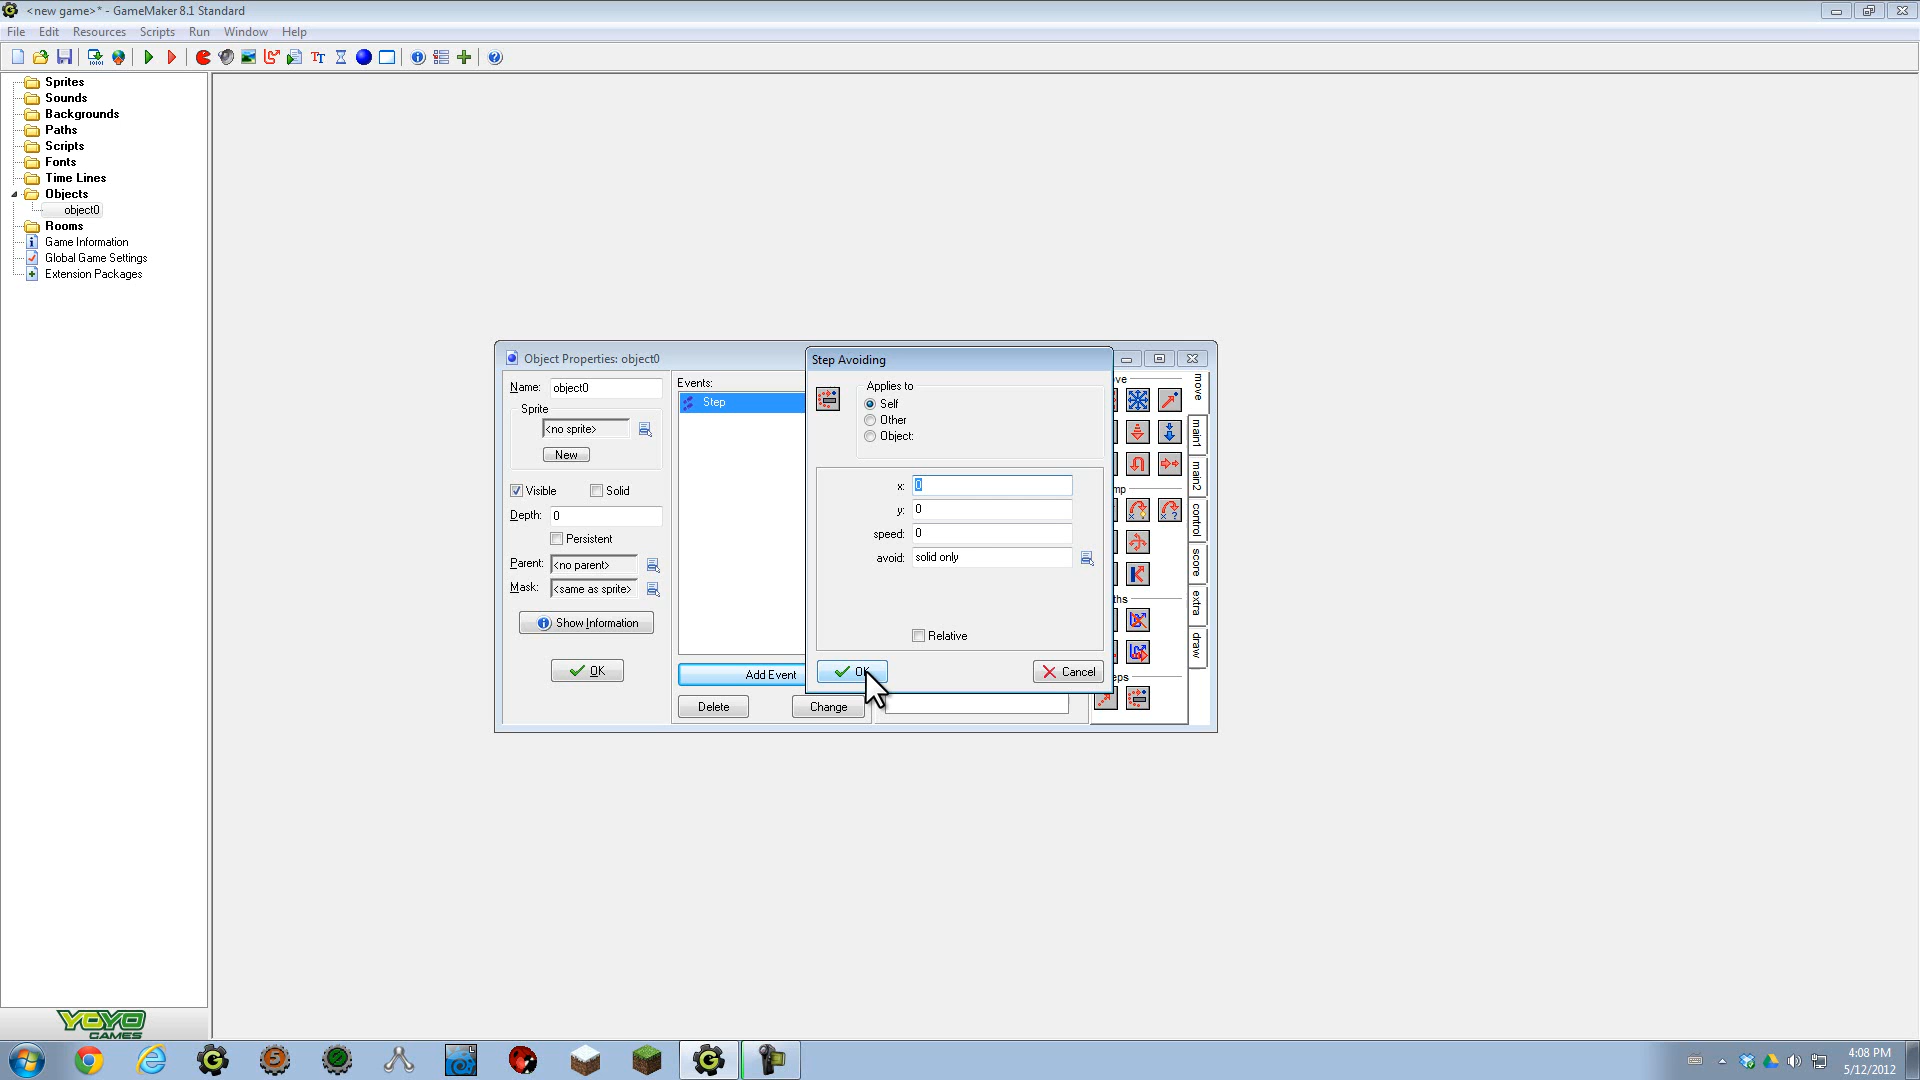 <new game>* - GameMaker 8.1 Standard
File Edit Resources Scripts Run Window Help
Sprites
Sounds
Backgrounds
Paths
Scripts
Fonts
Time Lines
Objects
object0
Rooms
Game Information
Global Game Settings
Extension Packages
Object Properties: object0
Name: object0
Sprite
<no sprite>
New
Visible Solid
Depth: 0
Persistent
Parent: <no parent>
Mask: <same as sprite>
Show Information
OK
Events:
Step
Add Event
Delete Change
Step Avoiding
Applies to
Self
Other
Object:
x: 0
y: 0
speed: 0
avoid: solid only
Relative
OK Cancel
move
main1
main2
control
score
extra
draw
YOYO
GAMES
4:08 PM
5/12/2012